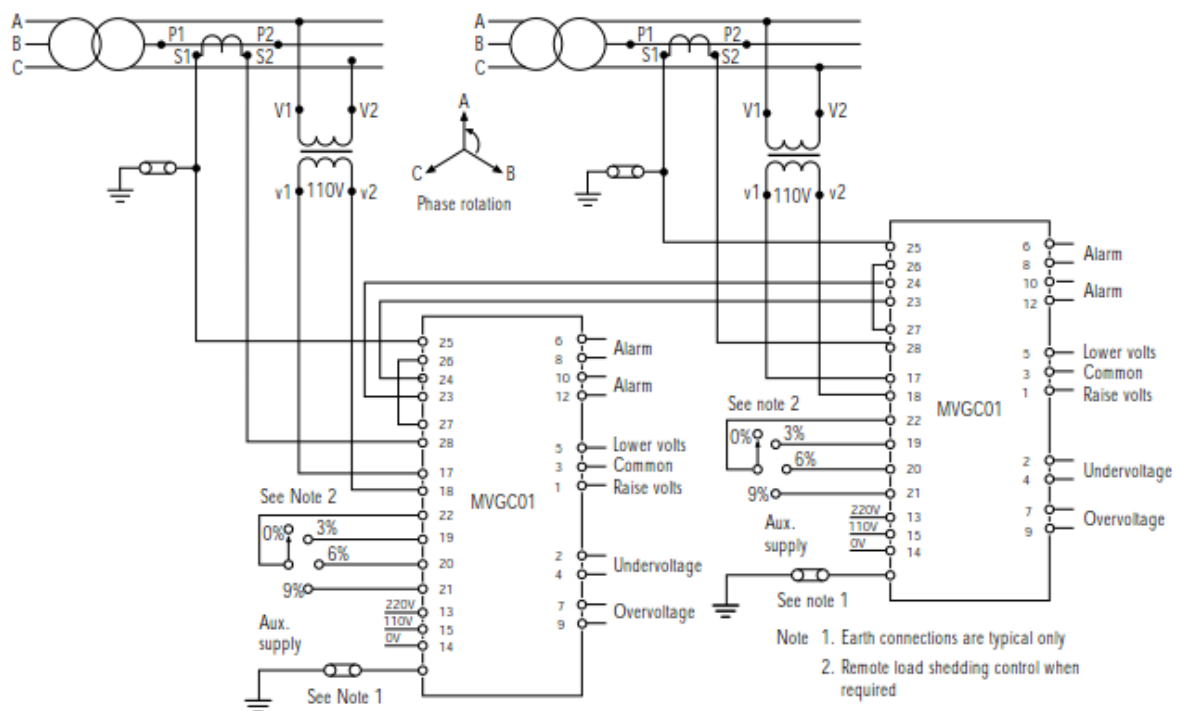 A
B
C
P1
P2
S1
S2
V1
V2
v1
110V
v2
A
C
B
Phase rotation
A
B
C
P1
P2
S1
S2
V1
V2
v1
110V
v2
25
26
24
23
27
28
17
18
22
19
20
21
13
15
14
MVGC01
6
8
10
12
5
3
1
2
4
7
9
Alarm
Alarm
Lower volts
Common
Raise volts
Undervoltage
Overvoltage
See Note 2
0%
3%
6%
9%
Aux.
supply
220V
110V
0V
See Note 1
25
26
24
23
27
28
17
18
22
19
20
21
13
15
14
MVGC01
6
8
10
12
5
3
1
2
4
7
9
Alarm
Alarm
Lower volts
Common
Raise volts
Undervoltage
Overvoltage
See note 2
0%
3%
6%
9%
Aux.
supply
220V
110V
0V
See note 1
Note 1. Earth connections are typical only
2. Remote load shedding control when
required